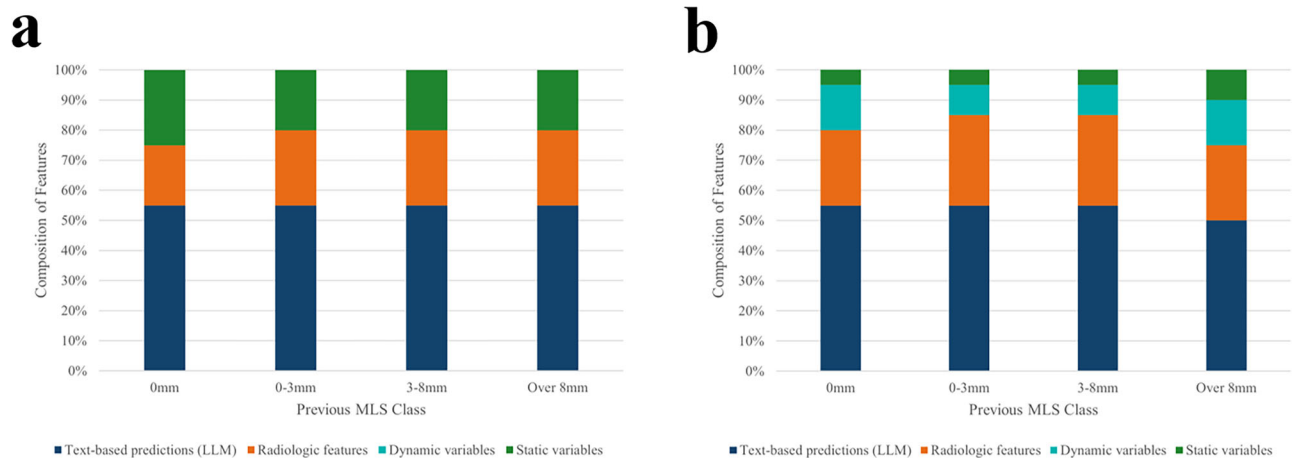 a
100%
90%
80%
70%
60%
50%
40%
30%
20%
10%
0%
Composition of Features
0mm 0-3mm 3-8mm Over 8mm
Previous MLS Class
Text-based predictions (LLM) Radiologic features Dynamic variables Static variables
b
100%
90%
80%
70%
60%
50%
40%
30%
20%
10%
0%
Composition of Features
0mm 0-3mm 3-8mm Over 8mm
Previous MLS Class
Text-based predictions (LLM) Radiologic features Dynamic variables Static variables